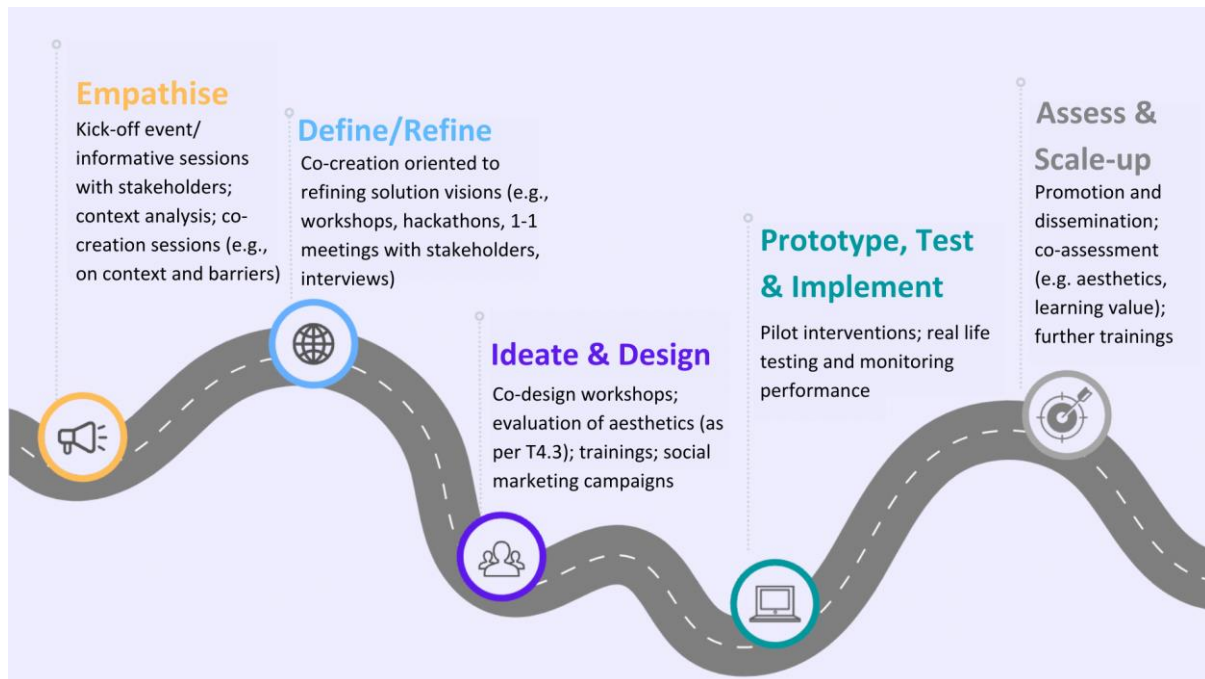 Empathise
Kick-off event/
informative sessions
with stakeholders;
context analysis; co-
creation sessions (e.g.,
on context and barriers)
Define/Refine
Co-creation oriented to
refining solution visions (e.g.,
workshops, hackathons, 1-1
meetings with stakeholders,
interviews)
Ideate & Design
Co-design workshops;
evaluation of aesthetics (as
per T4.3); trainings; social
marketing campaigns
Prototype, Test
& Implement
Pilot interventions; real life
testing and monitoring
performance
Assess &
Scale-up
Promotion and
dissemination;
co-assessment
(e.g. aesthetics,
learning value);
further trainings